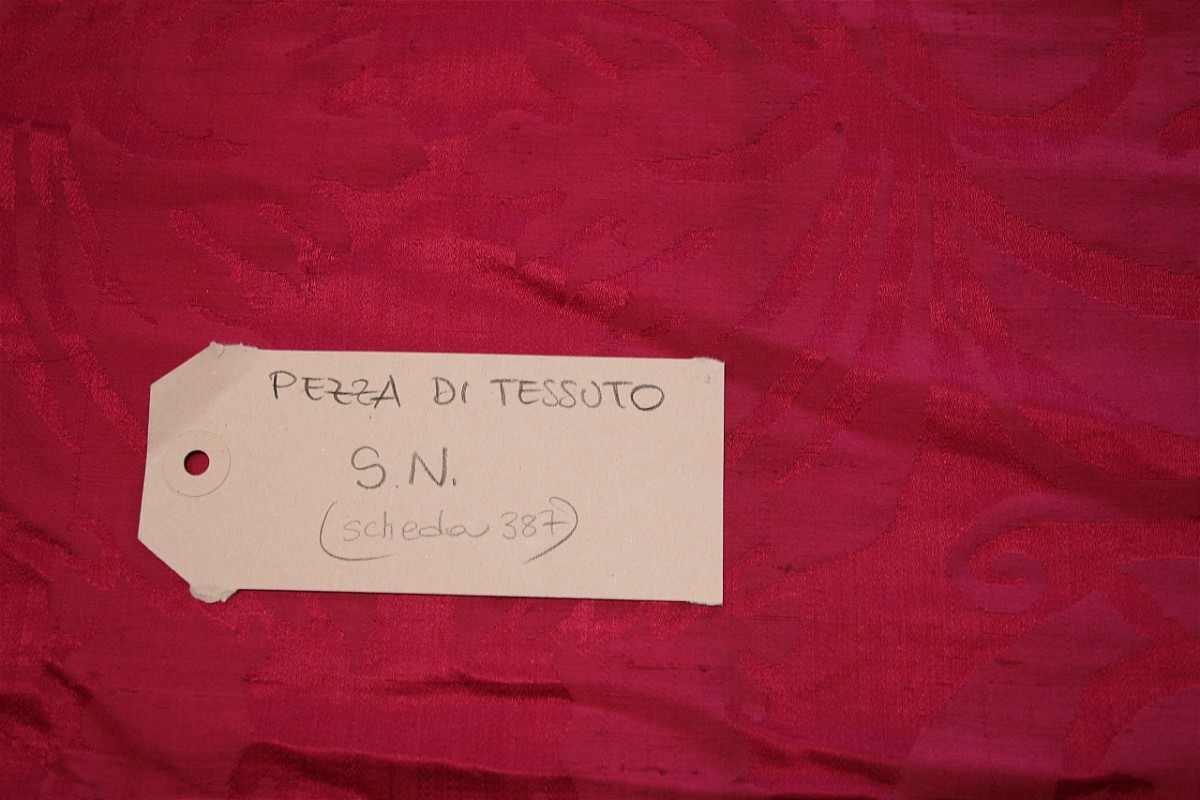 PEZZA DI TESSUTO
S.N.
(scheda 387)